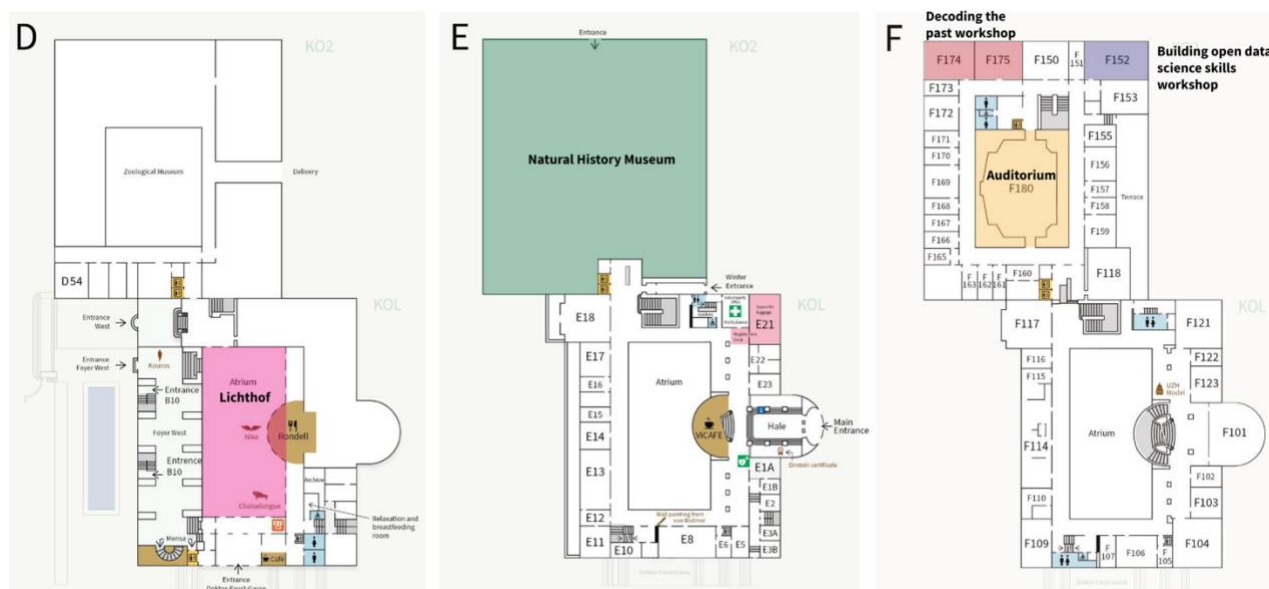 D
KO2
Zoological Museum
Delivery
D54
KOL
Entrance
West
Entrance
Foyer West
Kouros
Entrance
B10
Atrium
Lichthof
Foyer West
Nike
Rondell
Entrence
B10
Archive
Chaiselongue
Relaxation and
breastfeeding
room
Mensa
Café
Entrance
E
KO2
Entrance
Natural History Museum
Winter
Entrance
KOL
E18
E21
E17
E22
E16
Atrium
E23
E15
VICAFE
Hale
Main
Entrance
E14
Einstein certificate
E13
E1A
E1B
E2
E12
E3A
E11
E10
E8
E6
E5
E3B
F
Decoding the
past workshop
Building open data
science skills
workshop
F174
F175
F150
F
151
F152
F173
F153
F172
F155
F171
F170
F156
Auditorium
F180
F169
F157
Terrace
F168
F158
F167
F159
F166
F165
F
163
F
162
F
161
F160
F118
KOL
F117
F121
F116
F122
F115
F123
UZH
Model
F114
Atrium
F101
F102
F110
F103
F109
F
107
F106
F
105
F104